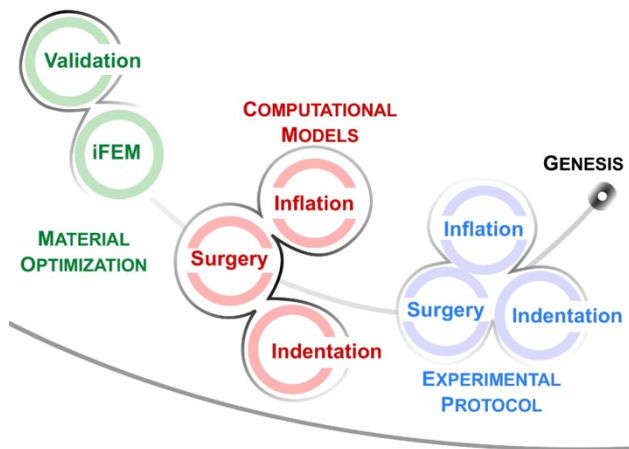 Validation
iFEM
MATERIAL
OPTIMIZATION
COMPUTATIONAL
MODELS
Inflation
Surgery
Indentation
GENESIS
Inflation
Surgery
Indentation
EXPERIMENTAL
PROTOCOL